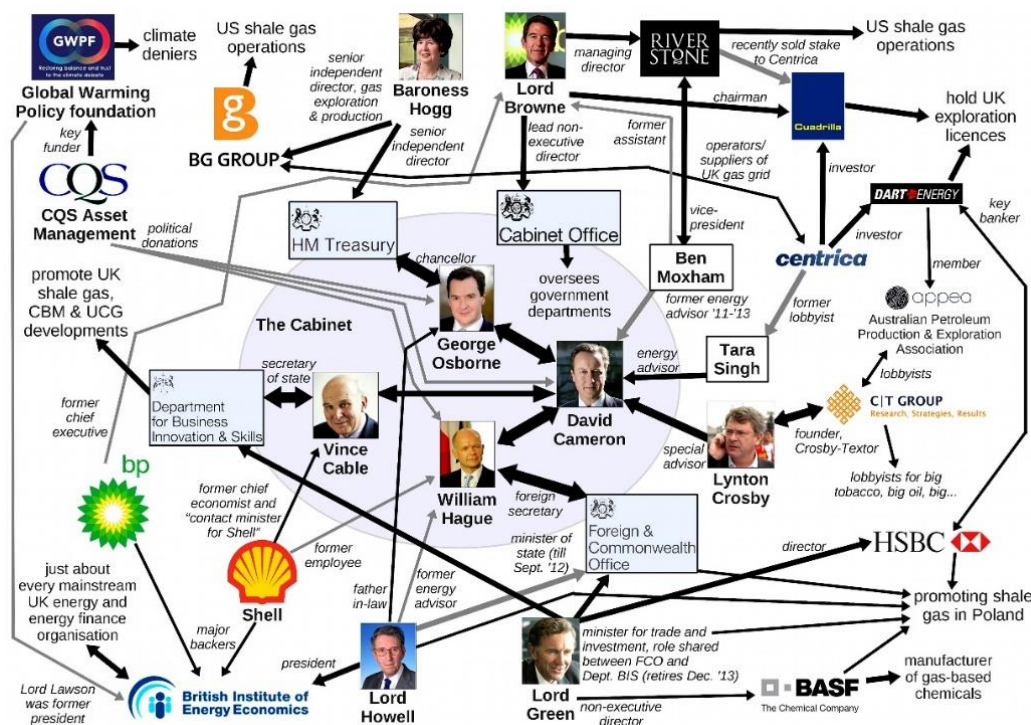 GWPF
Restoring balance and trust
to the climate debate
climate
deniers
Global Warming
Policy foundation
key
funder
CQS
CQS Asset
Management
US shale gas
operations
g
BG GROUP
senior
independent
director, gas
exploration
& production
Baroness
Hogg
senior
independent
director
Lord
Browne
managing
director
RIVER
STONE
recently sold stake
to Centrica
US shale gas
operations
chairman
Cuadrilla
hold UK
exploration
licences
lead non-
executive
director
former
assistant
operators/
suppliers of
UK gas grid
investor
DART ENERGY
key
banker
political
donations
HM Treasury
Cabinet Office
vice-
president
Ben
Moxham
centrica
investor
member
promote UK
shale gas,
CBM & UCG
developments
chancellor
oversees
government
departments
former energy
advisor '11-'13
former
lobbyist
appea
Australian Petroleum
Production & Exploration
Association
The Cabinet
George
Osborne
energy
advisor
Tara
Singh
lobbyists
secretary
of state
Department
for Business
Innovation & Skills
Vince
Cable
David
Cameron
C|T GROUP
Research, Strategies, Results
former
chief
executive
special
advisor
Lynton
Crosby
founder,
Crosby-Textor
lobbyists for big
tobacco, big oil, big...
bp
William
Hague
foreign
secretary
former chief
economist and
"contact minister
for Shell"
Foreign &
Commonwealth
Office
minister of
state (till
Sept. '12)
director
HSBC
just about
every mainstream
UK energy and
energy finance
organisation
Shell
former
employee
father
in-law
former
energy
advisor
promoting shale
gas in Poland
major
backers
president
Lord
Howell
Lord
Green
minister for trade and
investment, role shared
between FCO and
Dept. BIS (retires Dec. '13)
non-executive
director
BASF
The Chemical Company
manufacturer
of gas-based
chemicals
Lord Lawson
was former
president
British Institute of
Energy Economics